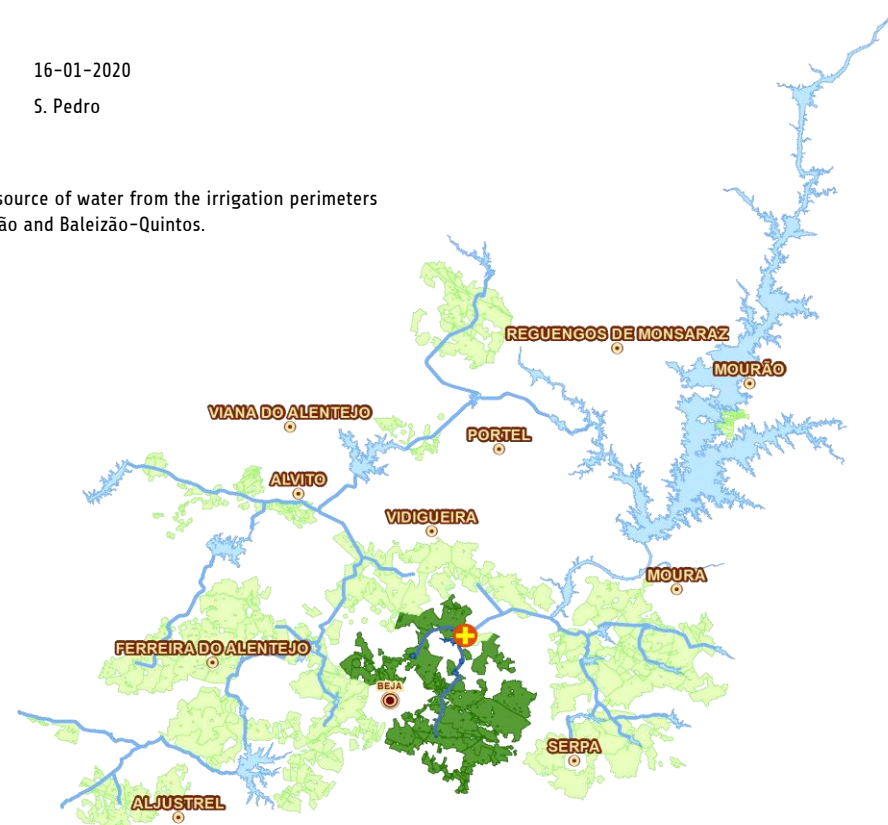 16-01-2020
S. Pedro
source of water from the irrigation perimeters
ão and Baleizão-Quintos.
REGUENGOS DE MONSARAZ
MOURÃO
VIANA DO ALENTEJO
PORTEL
ALVITO
VIDIGUEIRA
MOURA
FERREIRA DO ALENTEJO
BEJA
SERPA
ALJUSTREL